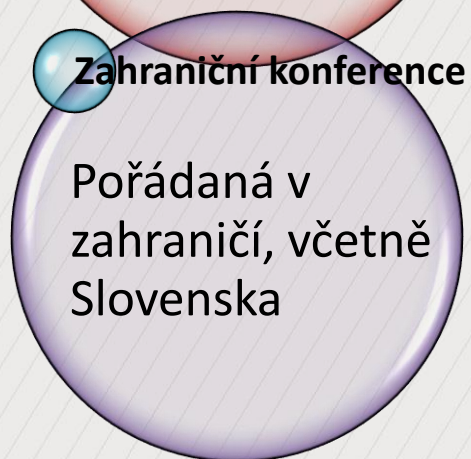 Zahraniční konference
Pořádaná v
zahraničí, včetně
Slovenska